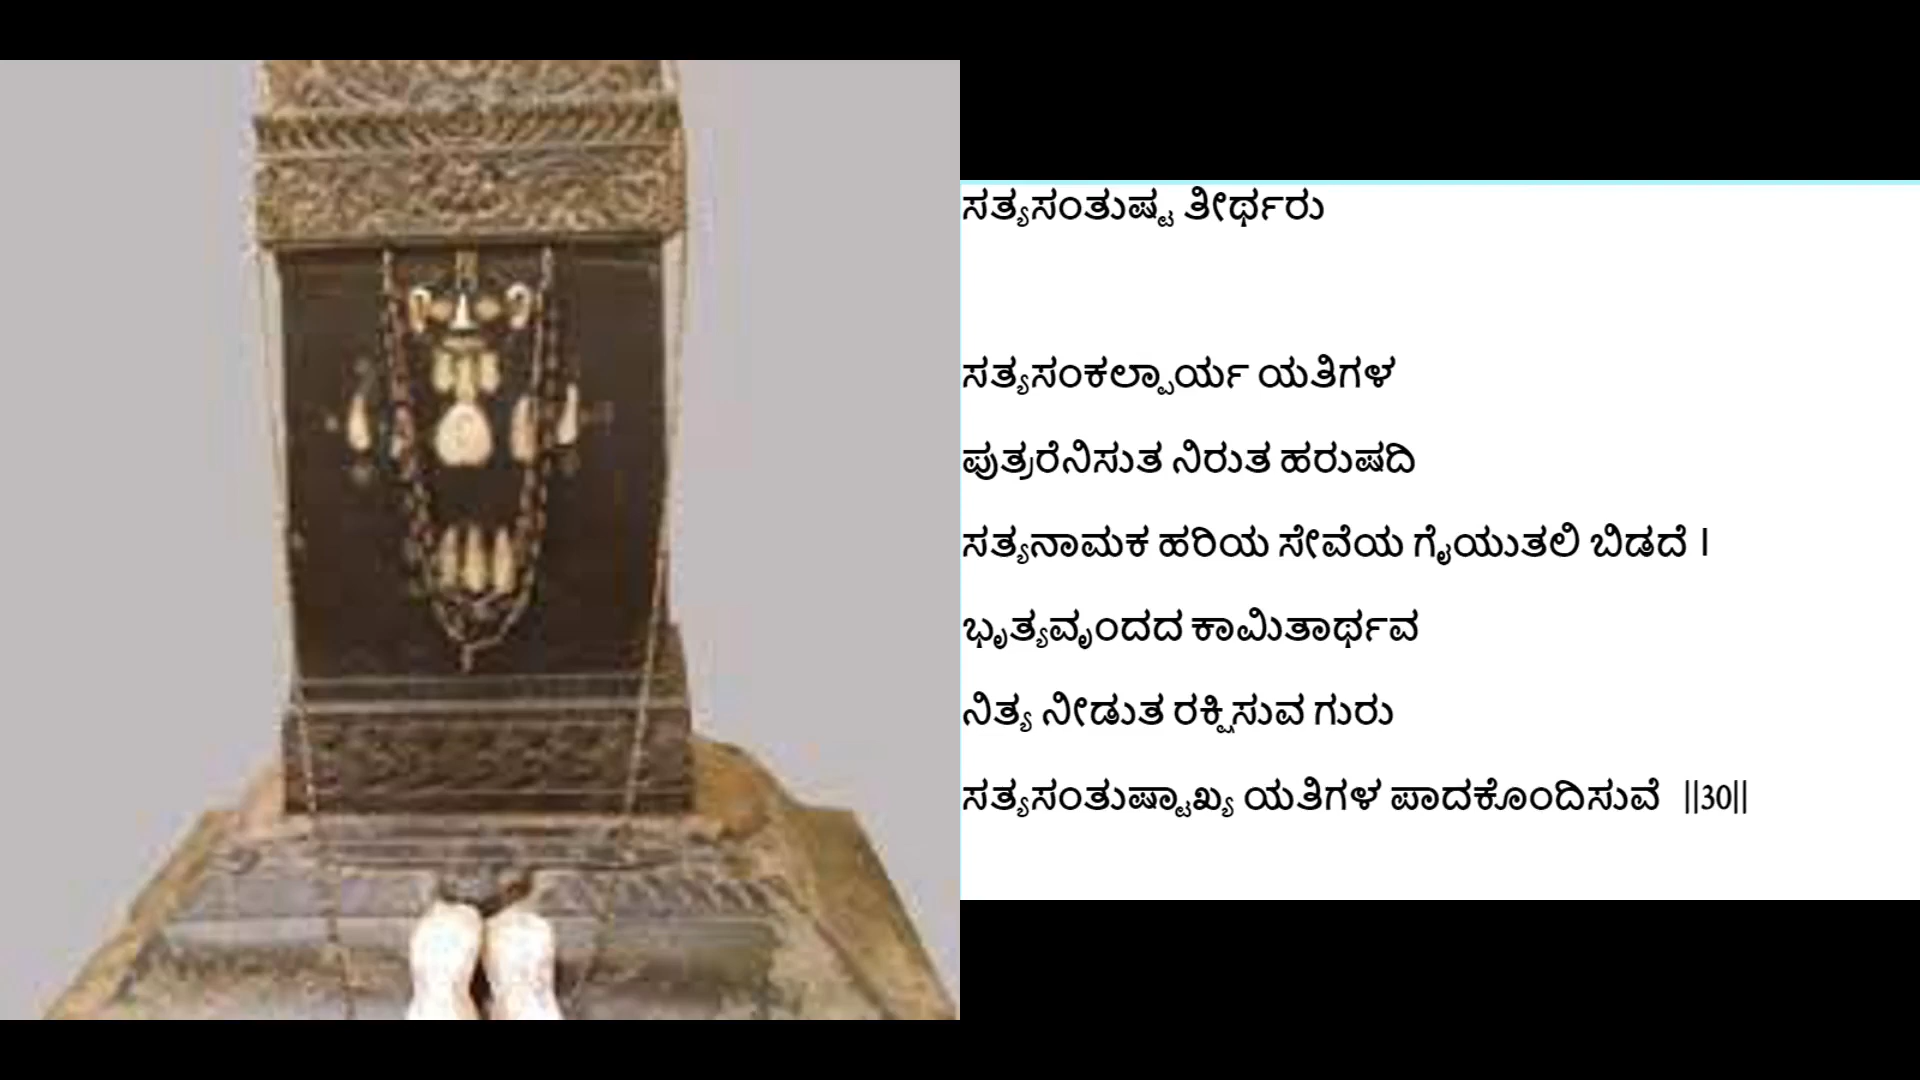 ಸತ್ಯಸಂತುಷ್ಟ ತೀರ್ಥರು
ಸತ್ಯಸಂಕಲ್ಪಾರ್ಯ ಯತಿಗಳ
ಪುತ್ರರೆನಿಸುತ ನಿರುತ ಹರುಷದಿ
ಸತ್ಯನಾಮಕ ಹರಿಯ ಸೇವೆಯ ಗೈಯುತಲಿ ಬಿಡದೆ ।
ಭೃತ್ಯವೃಂದದ ಕಾಮಿತಾರ್ಥವ
ನಿತ್ಯ ನೀಡುತ ರಕ್ಷಿಸುವ ಗುರು
ಸತ್ಯಸಂತುಷ್ಟಾಖ್ಯ ಯತಿಗಳ ಪಾದಕೊಂದಿಸುವೆ ||30||